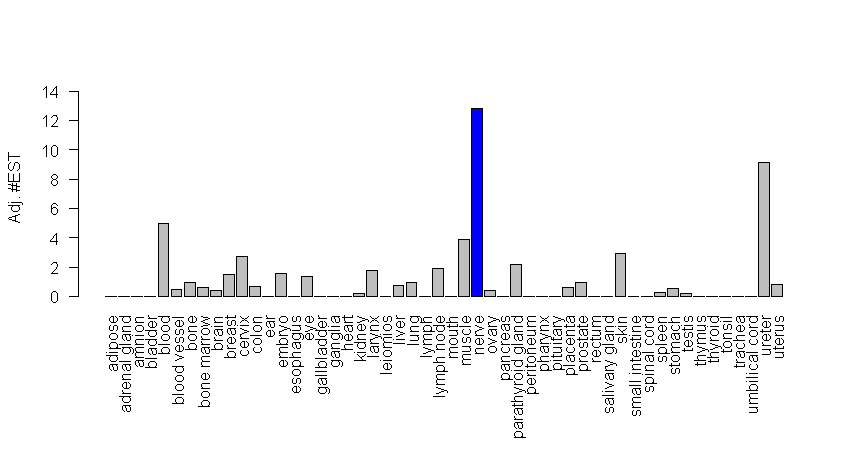 Adj. #EST
14
12
10
8
6
4
2
0
adipose
adrenal gland
amnion
bladder
blood
blood vessel
bone
bone marrow
brain
breast
cervix
colon
ear
embryo
esophagus
eye
gallbladder
ganglia
heart
kidney
larynx
leiomios
liver
lung
lymph
lymph node
mouth
muscle
nerve
ovary
pancreas
parathyroid gland
peritoneum
pharynx
pituitary
placenta
prostate
rectum
salivary gland
skin
small intestine
spinal cord
spleen
stomach
testis
thymus
thyroid
tonsil
trachea
umbilical cord
ureter
uterus